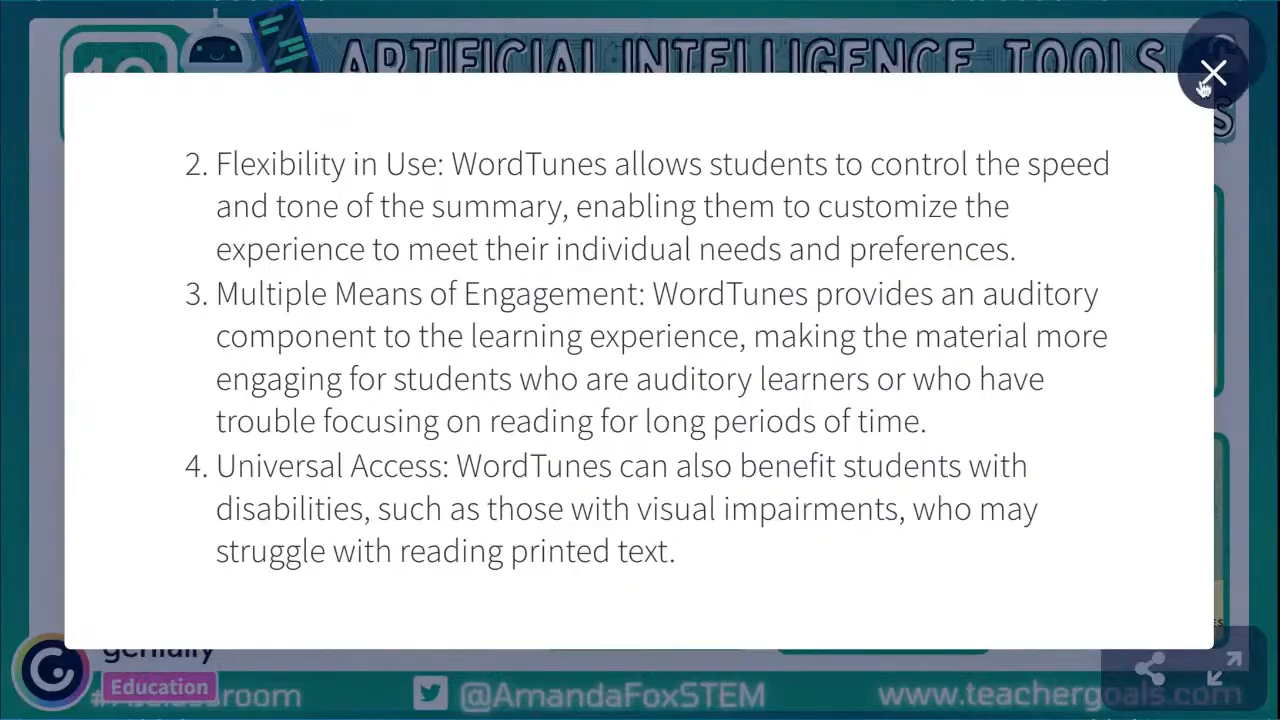 10
ARTIFICIAL INTELLIGENCE TOOLS
S
2. Flexibility in Use: WordTunes allows students to control the speed
and tone of the summary, enabling them to customize the
experience to meet their individual needs and preferences.
3. Multiple Means of Engagement: WordTunes provides an auditory
component to the learning experience, making the material more
engaging for students who are auditory learners or who have
trouble focusing on reading for long periods of time.
4. Universal Access: WordTunes can also benefit students with
disabilities, such as those with visual impairments, who may
struggle with reading printed text.
genially
Education
@AmandaFoxSTEM
www.teachergoals.com